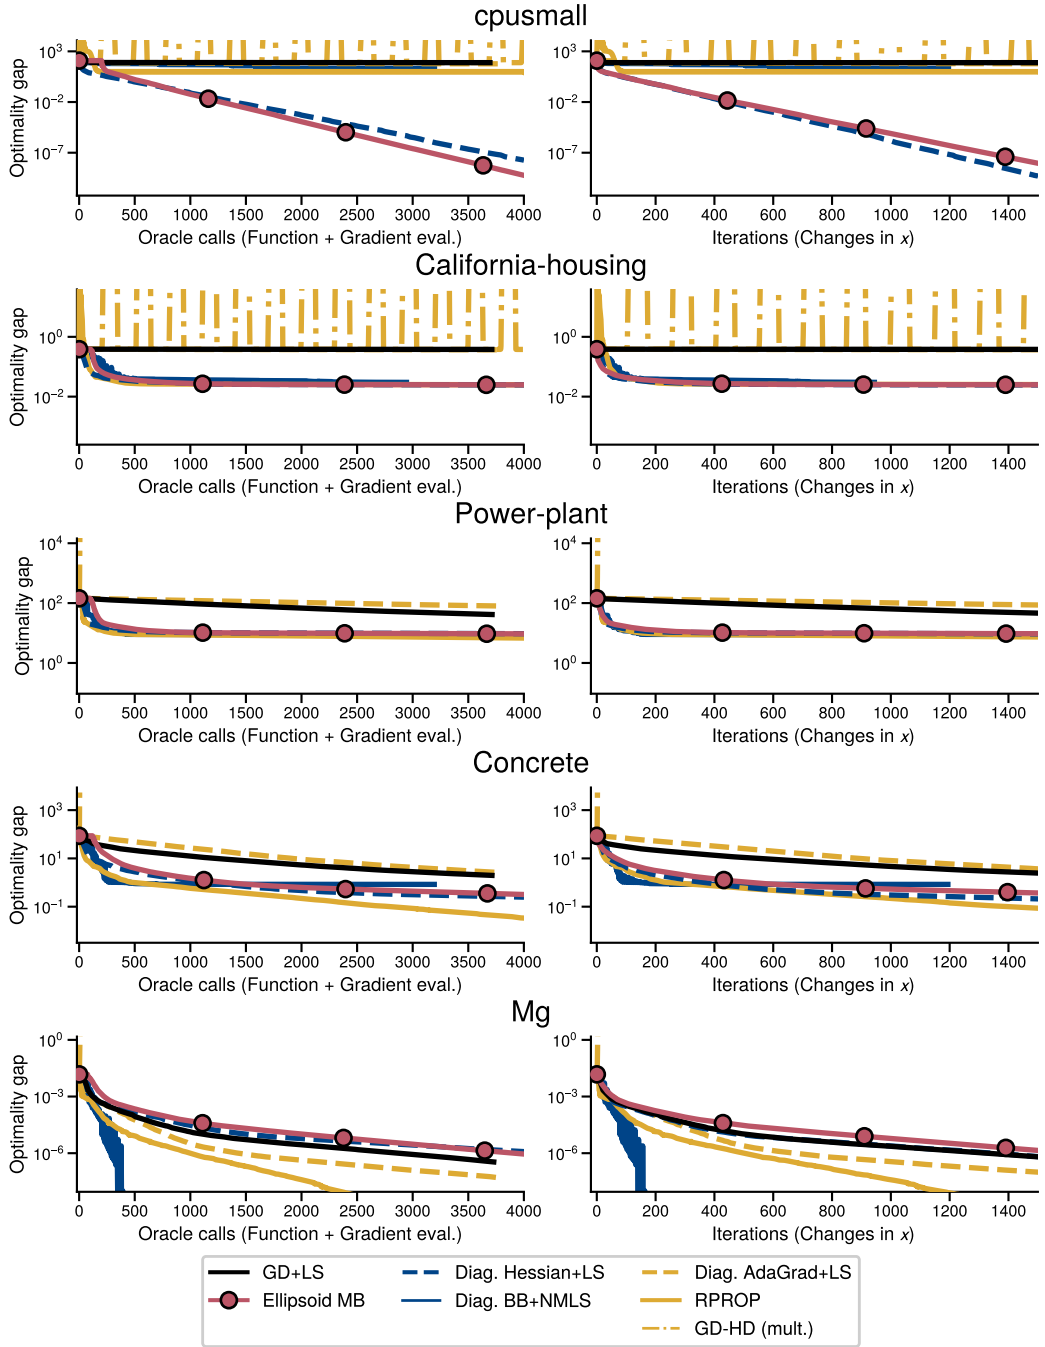 cpusmall
Optimality gap
10^3
10^−2
10^−7
0 500 1000 1500 2000 2500 3000 3500 4000
Oracle calls (Function + Gradient eval.)
10^3
10^−2
10^−7
0 200 400 600 800 1000 1200 1400
Iterations (Changes in x)
California-housing
Optimality gap
10^0
10^−2
0 500 1000 1500 2000 2500 3000 3500 4000
Oracle calls (Function + Gradient eval.)
10^0
10^−2
0 200 400 600 800 1000 1200 1400
Iterations (Changes in x)
Power-plant
Optimality gap
10^4
10^2
10^0
0 500 1000 1500 2000 2500 3000 3500 4000
Oracle calls (Function + Gradient eval.)
10^4
10^2
10^0
0 200 400 600 800 1000 1200 1400
Iterations (Changes in x)
Concrete
Optimality gap
10^3
10^1
10^−1
0 500 1000 1500 2000 2500 3000 3500 4000
Oracle calls (Function + Gradient eval.)
10^3
10^1
10^−1
0 200 400 600 800 1000 1200 1400
Iterations (Changes in x)
Mg
Optimality gap
10^0
10^−3
10^−6
0 500 1000 1500 2000 2500 3000 3500 4000
Oracle calls (Function + Gradient eval.)
10^0
10^−3
10^−6
0 200 400 600 800 1000 1200 1400
Iterations (Changes in x)
GD+LS
Ellipsoid MB
Diag. Hessian+LS
Diag. BB+NMLS
Diag. AdaGrad+LS
RPROP
GD-HD (mult.)